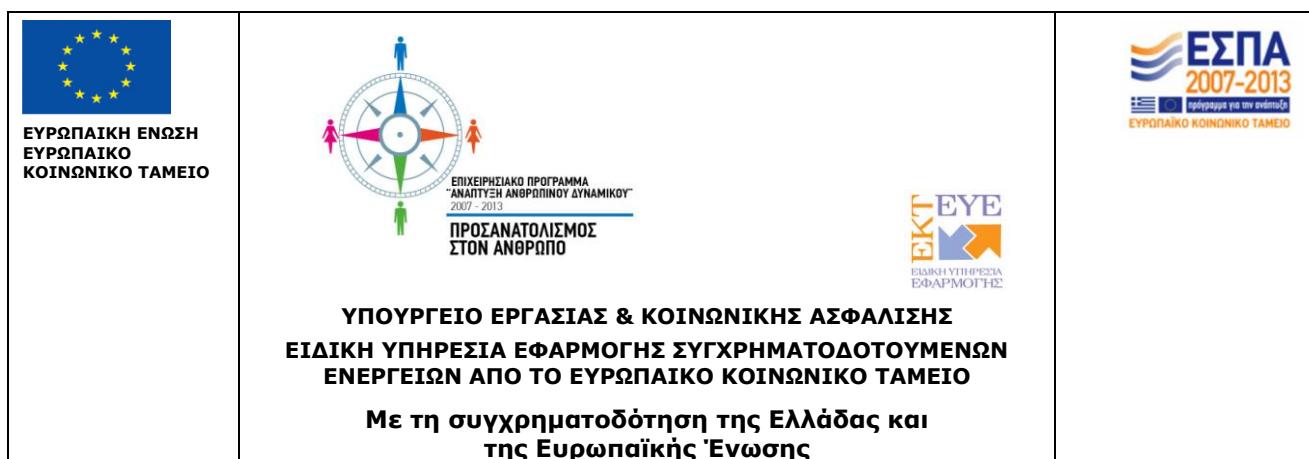 ΕΥΡΩΠΑΙΚΗ ΕΝΩΣΗ
ΕΥΡΩΠΑΙΚΟ
ΚΟΙΝΩΝΙΚΟ ΤΑΜΕΙΟ
ΕΠΙΧΕΙΡΗΣΙΑΚΟ ΠΡΟΓΡΑΜΜΑ
"ΑΝΑΠΤΥΞΗ ΑΝΘΡΩΠΙΝΟΥ ΔΥΝΑΜΙΚΟΥ"
2007 - 2013
ΠΡΟΣΑΝΑΤΟΛΙΣΜΟΣ
ΣΤΟΝ ΑΝΘΡΩΠΟ
ΕΚΤ
ΕΥΕ
ΕΙΔΙΚΗ ΥΠΗΡΕΣΙΑ
ΕΦΑΡΜΟΓΗΣ
ΥΠΟΥΡΓΕΙΟ ΕΡΓΑΣΙΑΣ & ΚΟΙΝΩΝΙΚΗΣ ΑΣΦΑΛΙΣΗΣ
ΕΙΔΙΚΗ ΥΠΗΡΕΣΙΑ ΕΦΑΡΜΟΓΗΣ ΣΥΓΧΡΗΜΑΤΟΔΟΤΟΥΜΕΝΩΝ
ΕΝΕΡΓΕΙΩΝ ΑΠΟ ΤΟ ΕΥΡΩΠΑΙΚΟ ΚΟΙΝΩΝΙΚΟ ΤΑΜΕΙΟ
Με τη συγχρηματοδότηση της Ελλάδας και
της Ευρωπαϊκής Ένωσης
ΕΣΠΑ
2007-2013
πρόγραμμα για την ανάπτυξη
ΕΥΡΩΠΑΪΚΟ ΚΟΙΝΩΝΙΚΟ ΤΑΜΕΙΟ